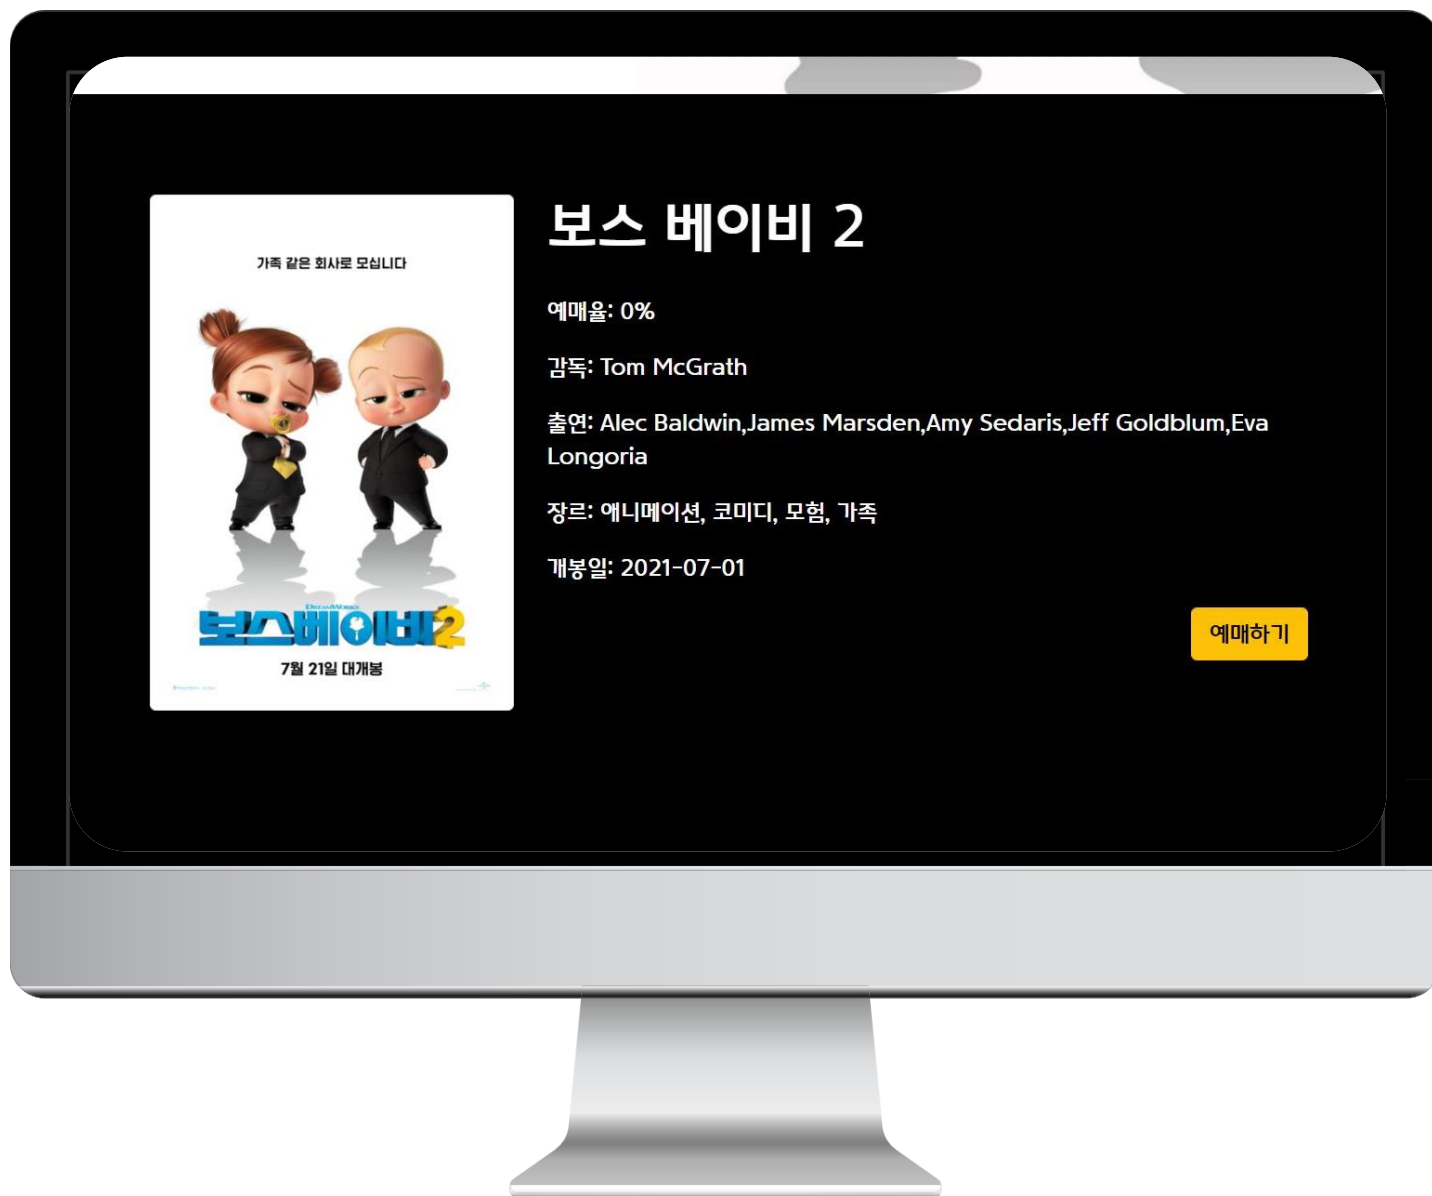 가족 같은 회사로 모십니다
DREAMWORKS
보스베이비2
7월 21일 대개봉
보스 베이비 2
예매율: 0%
감독: Tom McGrath
출연: Alec Baldwin,James Marsden,Amy Sedaris,Jeff Goldblum,Eva
Longoria
장르: 애니메이션, 코미디, 모험, 가족
개봉일: 2021-07-01
예매하기